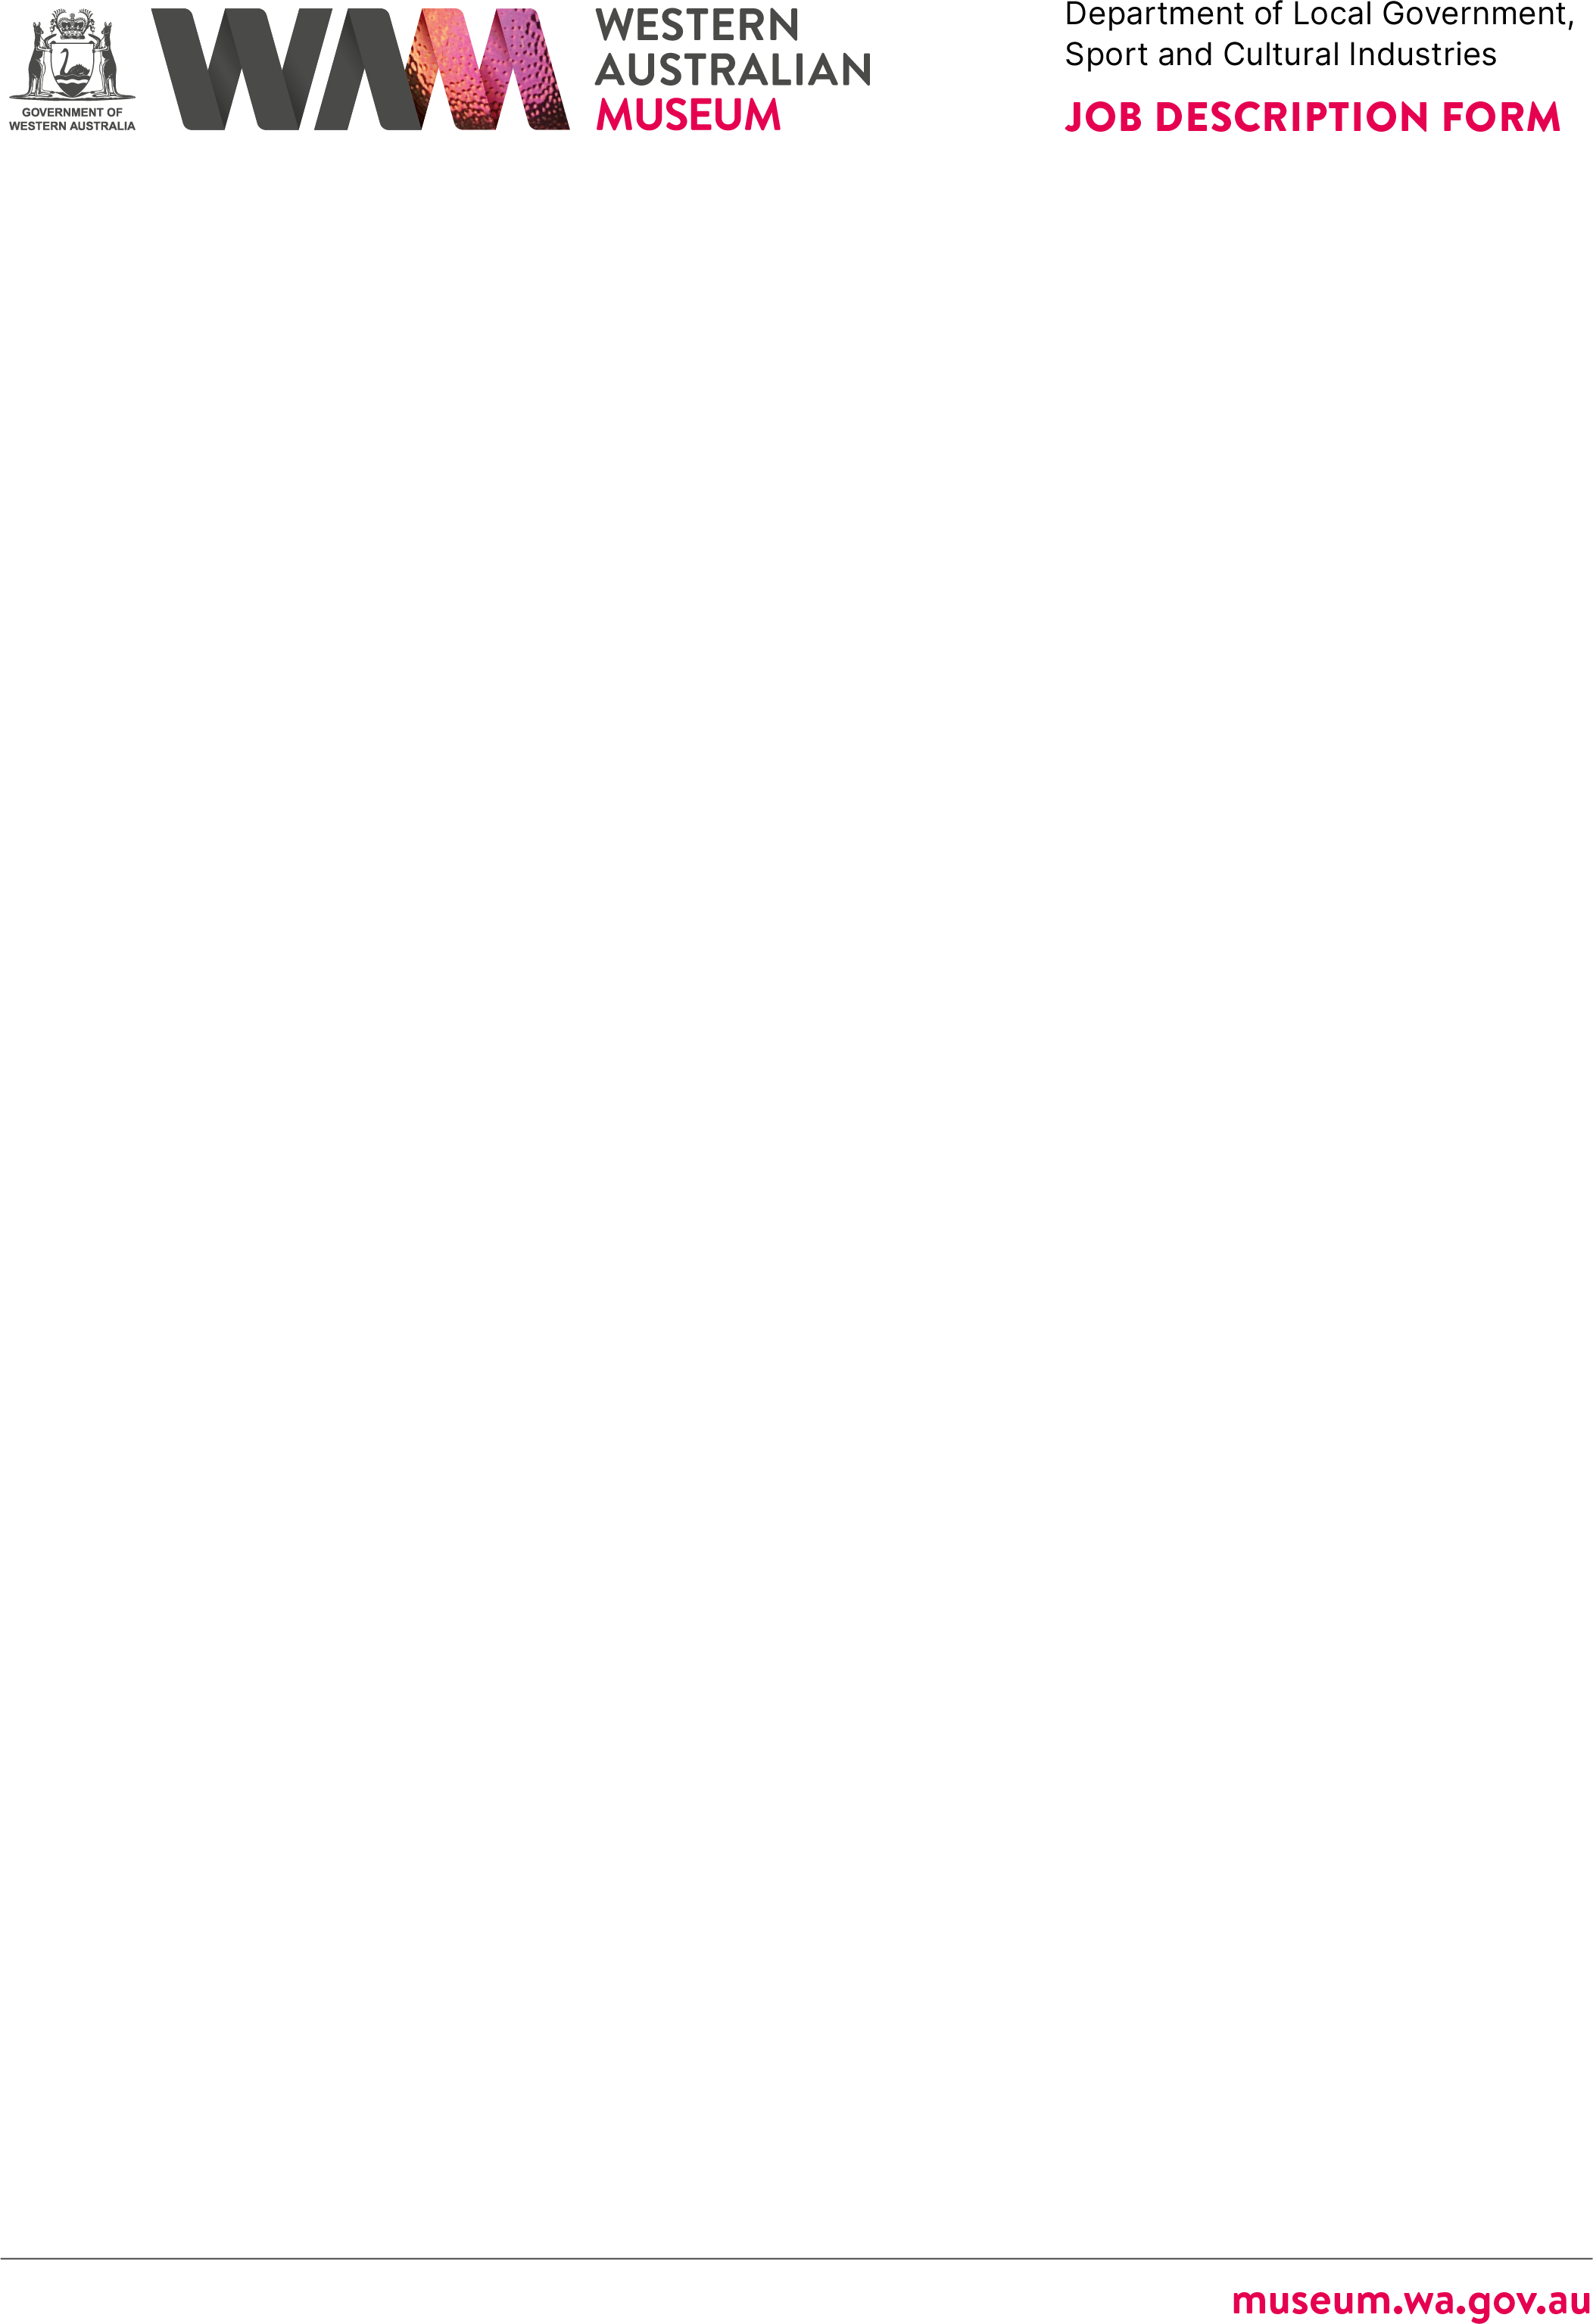 GOVERNMENT OF
WESTERN AUSTRALIA
WAM
WESTERN
AUSTRALIAN
MUSEUM
Department of Local Government,
Sport and Cultural Industries
JOB DESCRIPTION FORM
museum.wa.gov.au